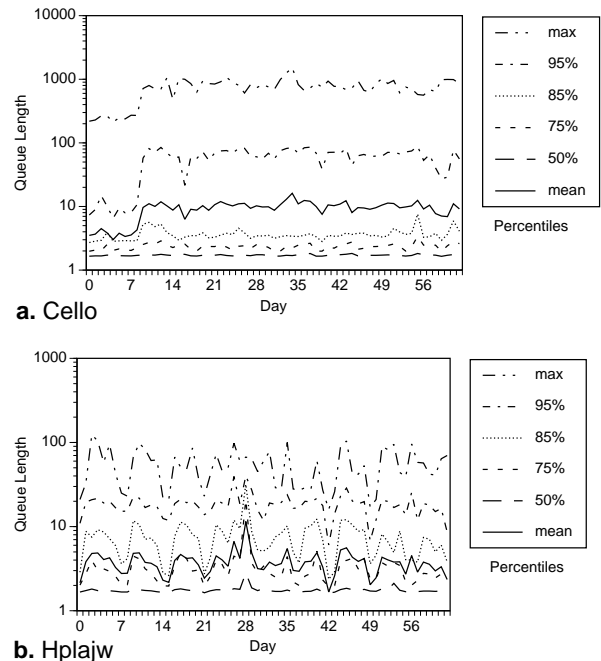 10000
1000
100
10
1
Queue Length
0 7 14 21 28 35 42 49 56
Day
max
95%
85%
75%
50%
mean
Percentiles
a. Cello
1000
100
10
1
Queue Length
0 7 14 21 28 35 42 49 56
Day
max
95%
85%
75%
50%
mean
Percentiles
b. Hplajw